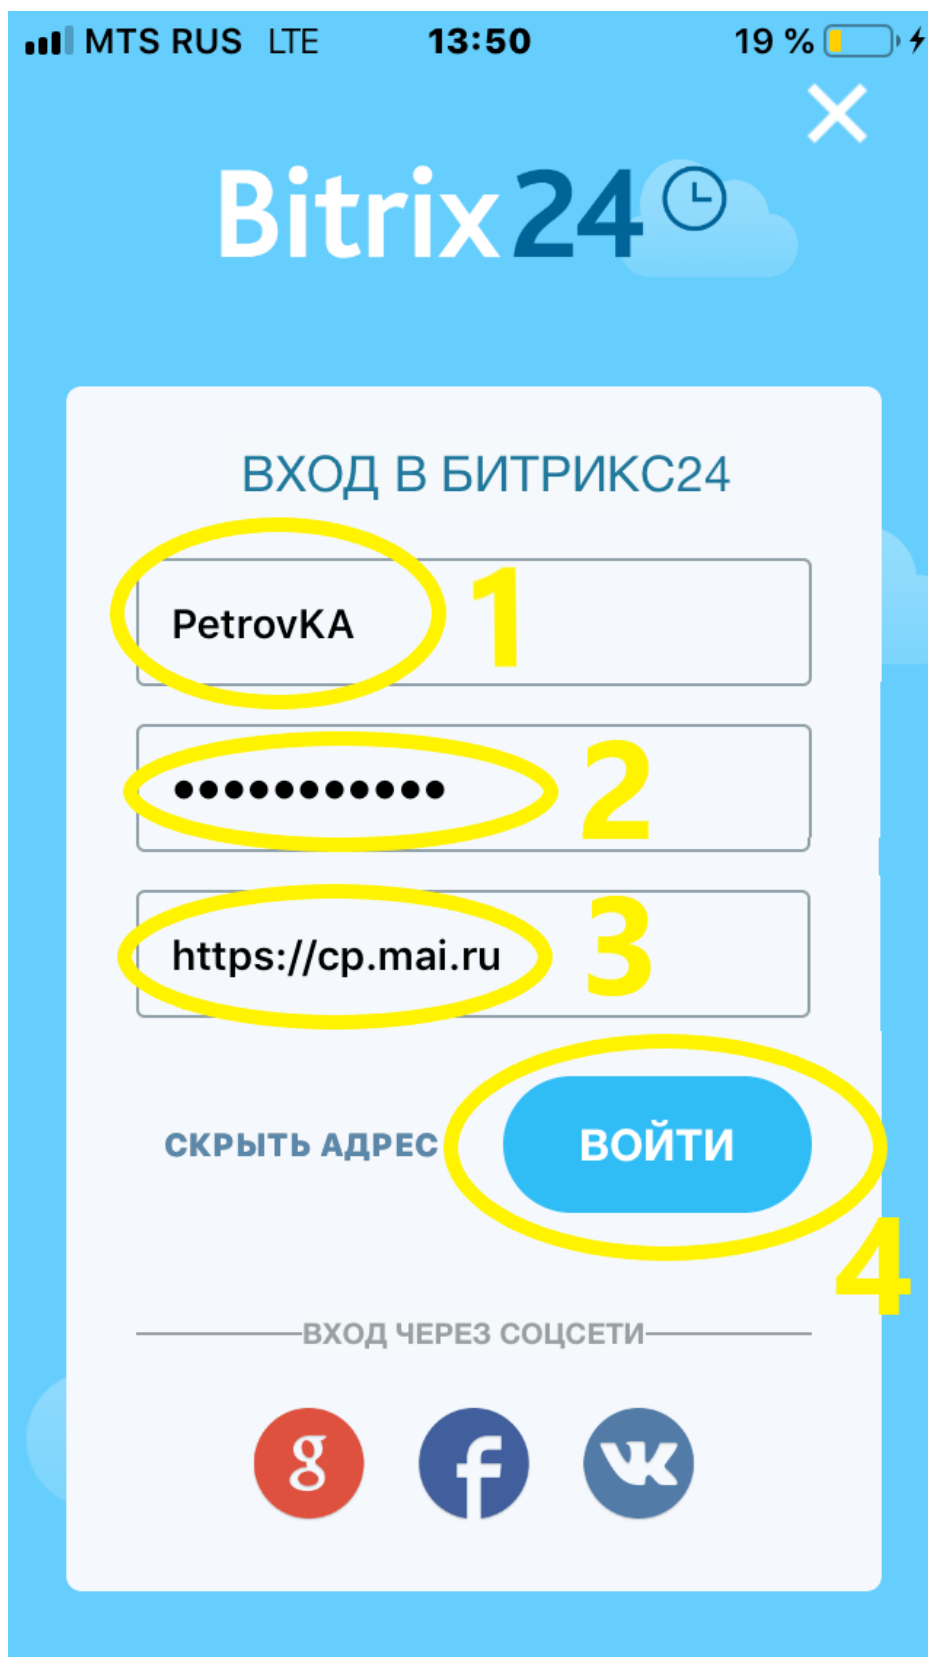 MTS RUS LTE 13:50 19 %
Bitrix24
ВХОД В БИТРИКС24
PetrovKA 1
●●●●●●●●●●● 2
https://cp.mai.ru 3
СКРЫТЬ АДРЕС ВОЙТИ
4
ВХОД ЧЕРЕЗ СОЦСЕТИ
g f VK